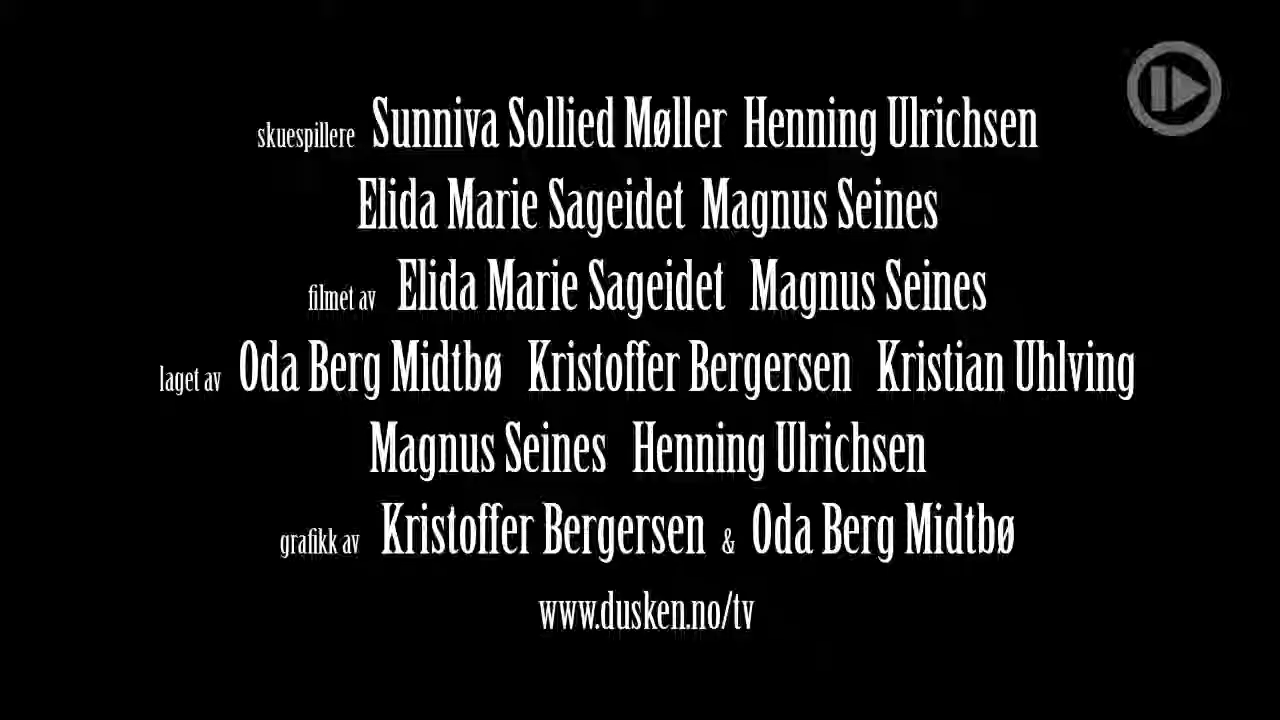 skuespillere Sunniva Sollied Møller Henning Ulrichsen
Elida Marie Sageidet Magnus Seines
filmet av Elida Marie Sageidet Magnus Seines
laget av Oda Berg Midtbø Kristoffer Bergersen Kristian Uhlving
Magnus Seines Henning Ulrichsen
grafikk av Kristoffer Bergersen & Oda Berg Midtbø
www.dusken.no/tv